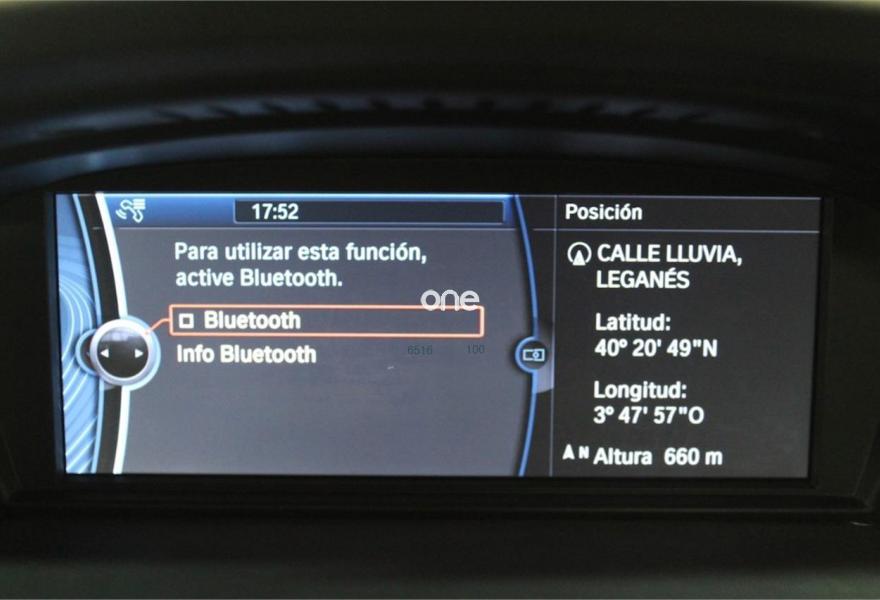 17:52
Para utilizar esta función,
active Bluetooth.
Bluetooth
Info Bluetooth
one
6516 100
Posición
CALLE LLUVIA,
LEGANÉS
Latitud:
40º 20' 49"N
Longitud:
3º 47' 57"O
N Altura 660 m